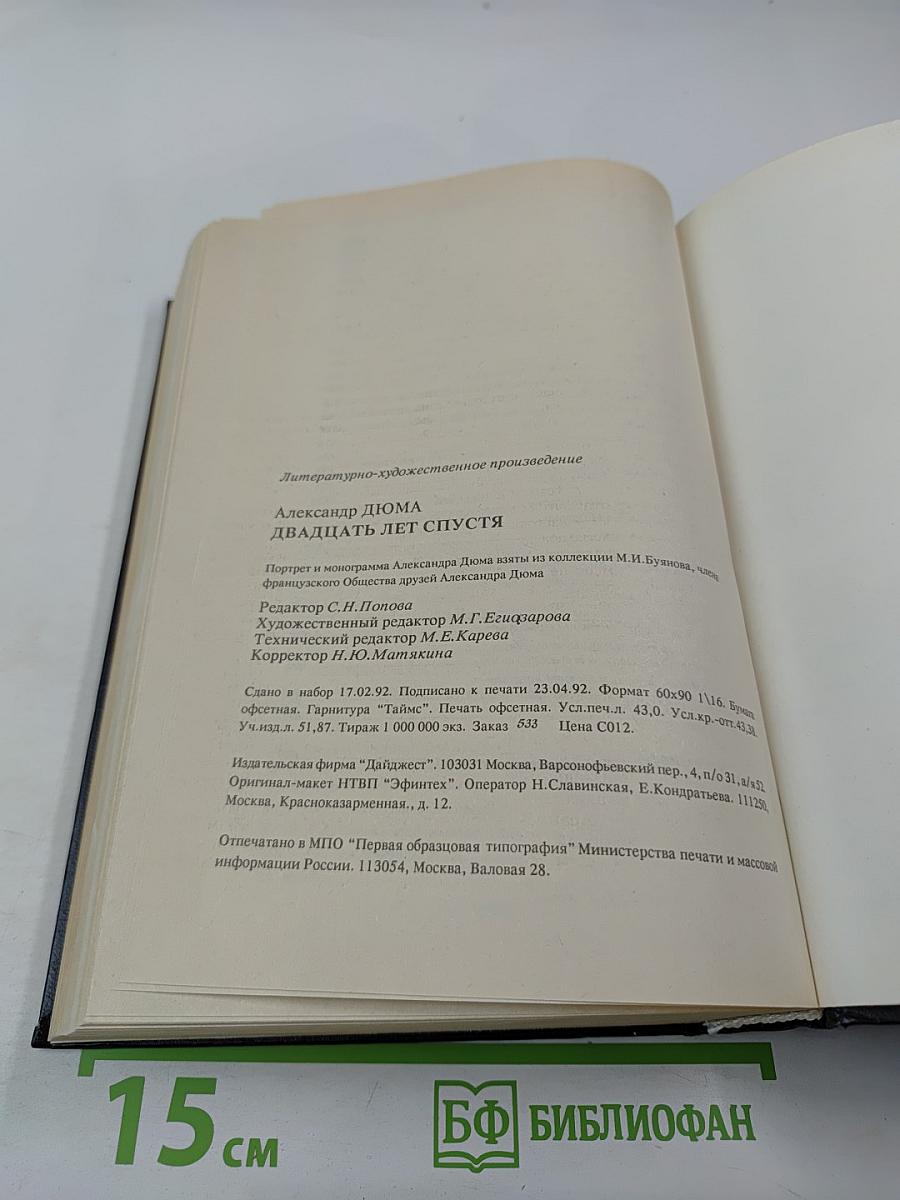 Литературно-художественное произведение
Александр ДЮМА
ДВАДЦАТЬ ЛЕТ СПУСТЯ
Портрет и монограмма Александра Дюма взяты из коллекции М.И.Буянова, члена
французского Общества друзей Александра Дюма
Редактор С.Н.Попова
Художественный редактор М.Г.Егиазарова
Технический редактор М.Е.Карева
Корректор Н.Ю.Матякина
Сдано в набор 17.02.92. Подписано к печати 23.04.92. Формат 60х90 1\16. Бумага
офсетная. Гарнитура "Таймс". Печать офсетная. Усл.печ.л. 43,0. Усл.кр.-отт.43,38.
Уч.изд.л. 51,87. Тираж 1 000 000 экз. Заказ 533 Цена С012.
Издательская фирма "Дайджест". 103031 Москва, Варсонофьевский пер., 4, п/о 31, а/я 52.
Оригинал-макет НТВП "Эфинтех". Оператор Н.Славинская, Е.Кондратьева. 111250,
Москва, Красноказарменная., д. 12.
Отпечатано в МПО "Первая образцовая типография" Министерства печати и массовой
информации России. 113054, Москва, Валовая 28.
15 см
БФ БИБЛИОФАН